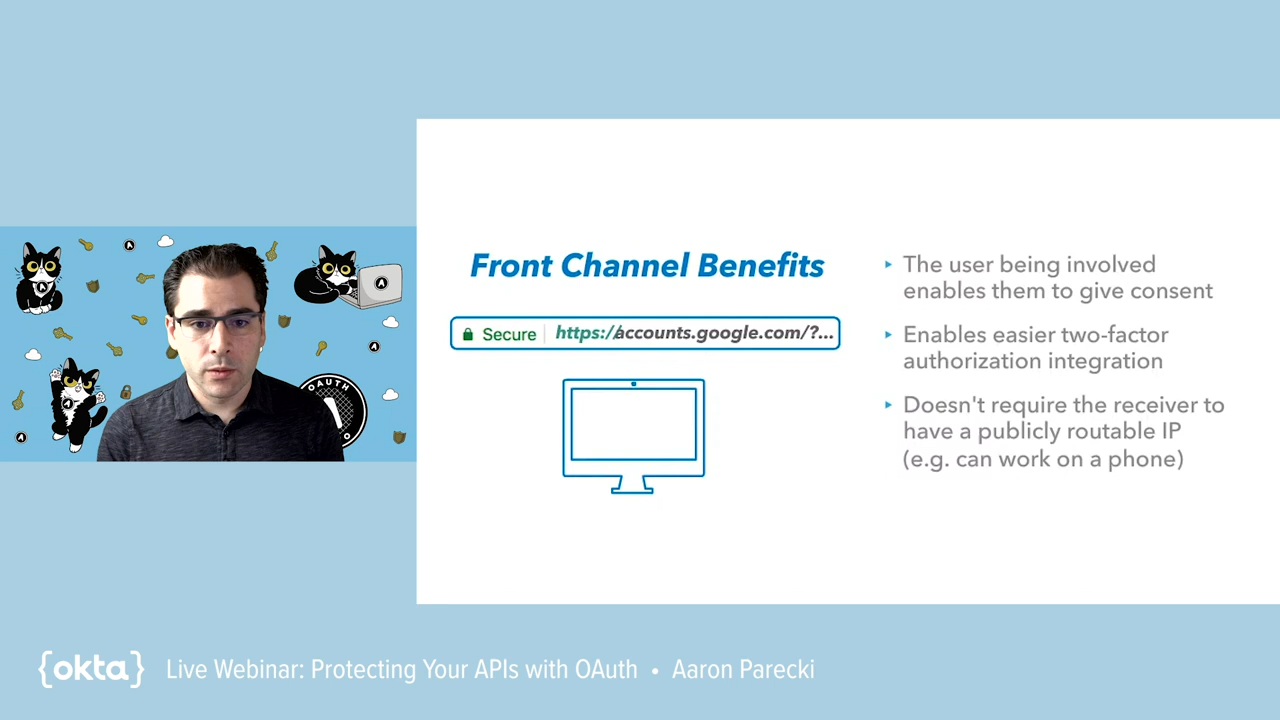 Front Channel Benefits
Secure
https://accounts.google.com/?...
‣ The user being involved
enables them to give consent
‣ Enables easier two-factor
authorization integration
‣ Doesn't require the receiver to
have a publicly routable IP
(e.g. can work on a phone)
OAUTH
{okta} Live Webinar: Protecting Your APIs with OAuth • Aaron Parecki